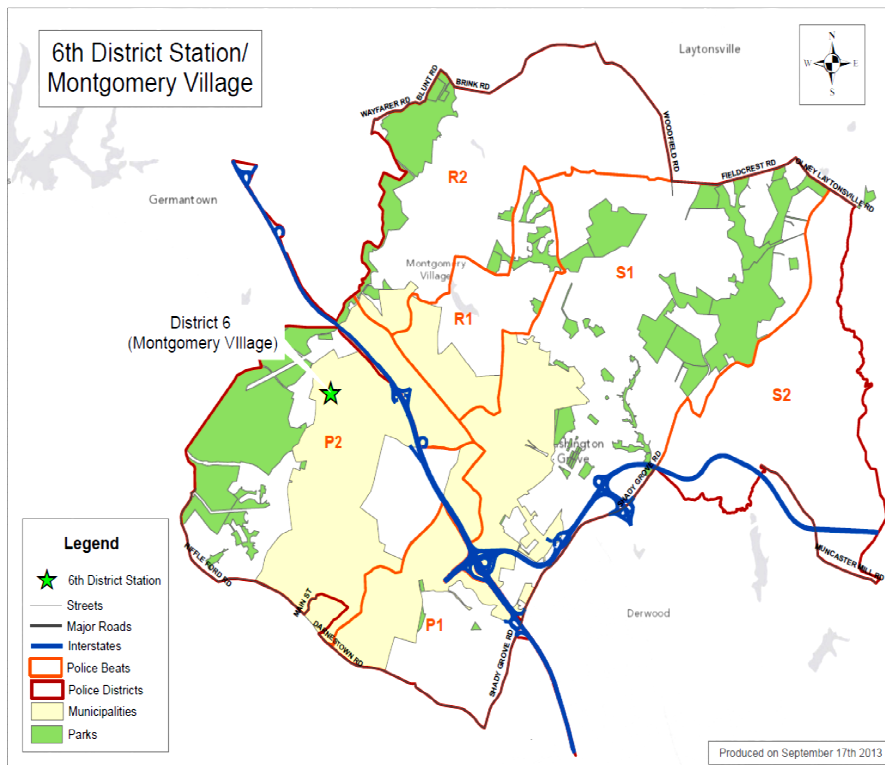 6th District Station/
Montgomery Village
Laytonsville
N
W E
S
BLUNT RD
BRINK RD
WAYFARER RD
WOODFIELD RD
R2
FIELDCREST RD
OLNEY LAYTONSVILLE RD
Germantown
Montgomery
Village
S1
R1
District 6
(Montgomery VIllage)
S2
P2
shington
Grove
SHADY GROVE RD
MUNCASTER MILL RD
RIFFLE FORD RD
MAIN ST
DARNESTOWN RD
P1
Derwood
SHADY GROVE RD
Legend
6th District Station
Streets
Major Roads
Interstates
Police Beats
Police Districts
Municipalities
Parks
Produced on September 17th 2013